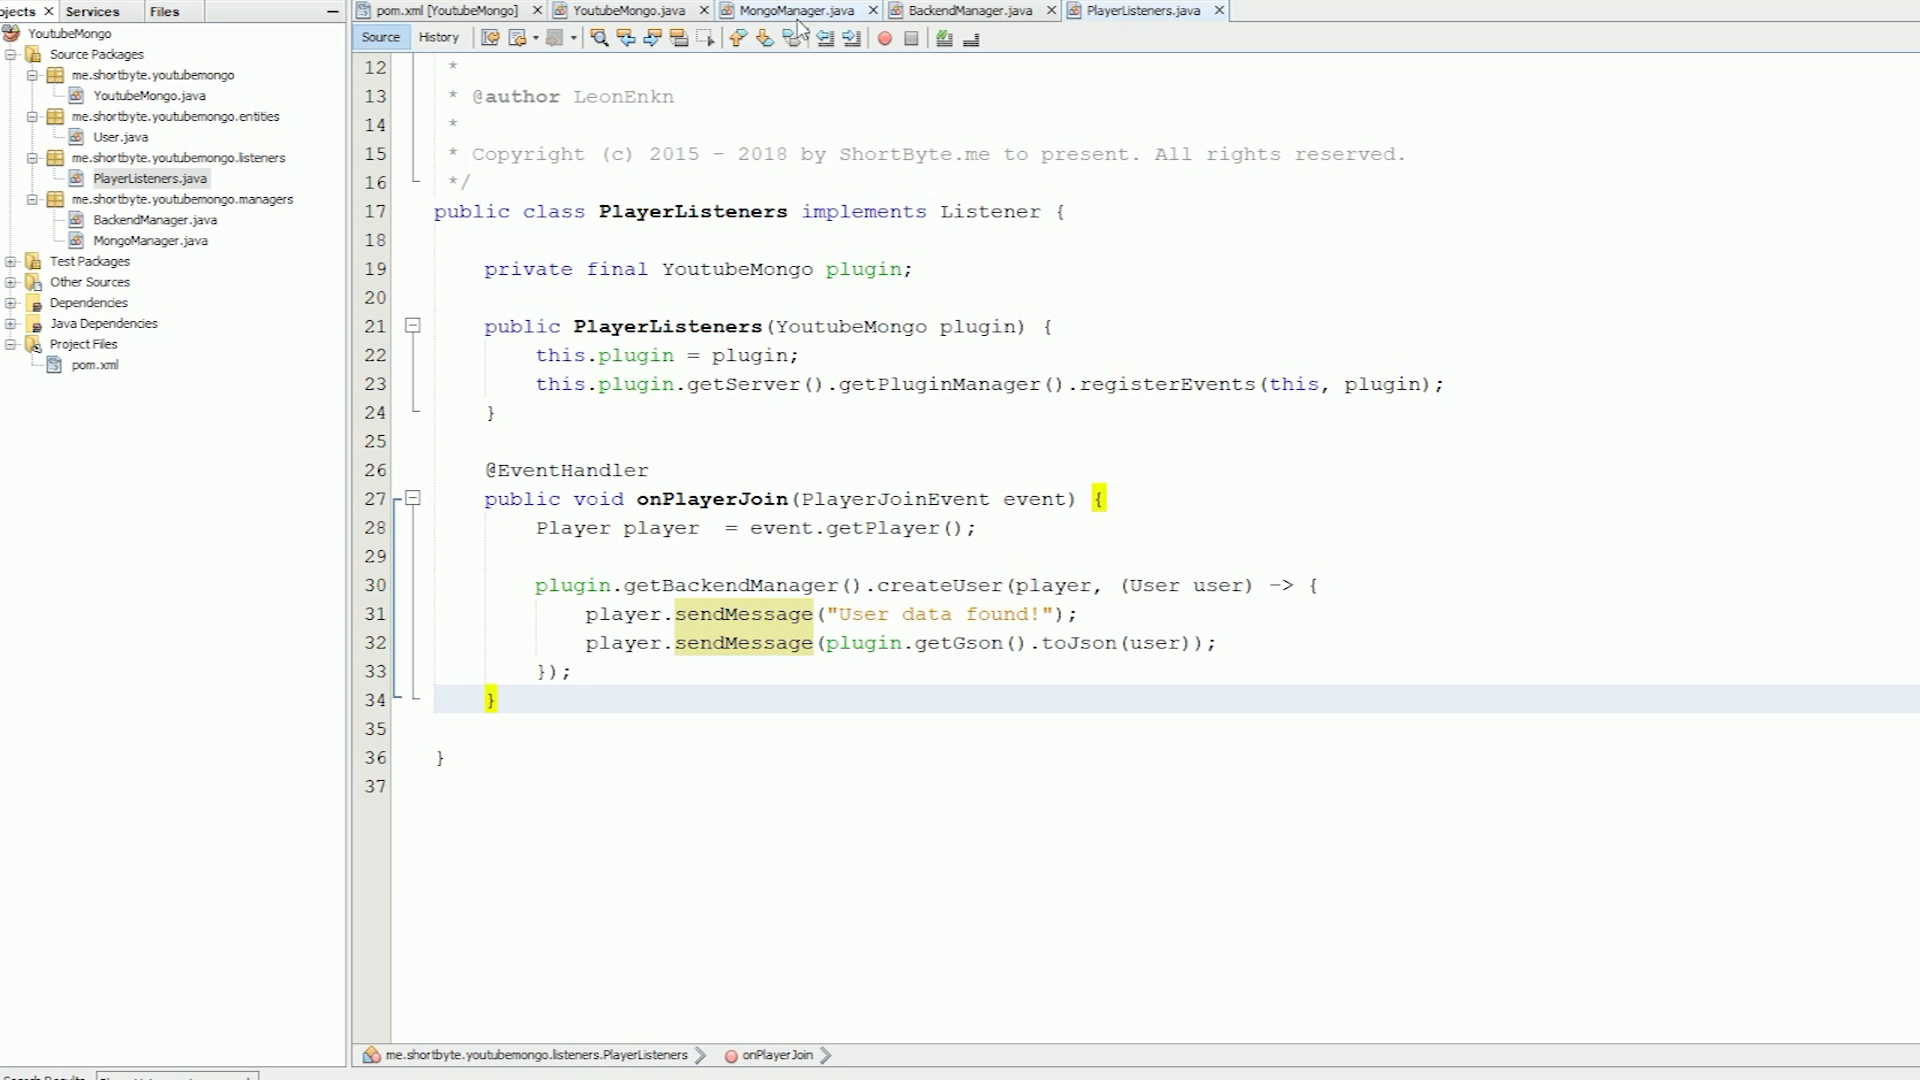 ojects
Services
Files
YoutubeMongo
Source Packages
me.shortbyte.youtubemongo
YoutubeMongo.java
me.shortbyte.youtubemongo.entities
User.java
me.shortbyte.youtubemongo.listeners
PlayerListeners.java
me.shortbyte.youtubemongo.managers
BackendManager.java
MongoManager.java
Test Packages
Other Sources
Dependencies
Java Dependencies
Project Files
pom.xml
pom.xml [YoutubeMongo]
YoutubeMongo.java
MongoManager.java
BackendManager.java
PlayerListeners.java
Source
History
12 *
13 * @author LeonEnkn
14 *
15 * Copyright (c) 2015 - 2018 by ShortByte.me to present. All rights reserved.
16 */
17 public class PlayerListeners implements Listener {
18
19 private final YoutubeMongo plugin;
20
21 public PlayerListeners(YoutubeMongo plugin) {
22 this.plugin = plugin;
23 this.plugin.getServer().getPluginManager().registerEvents(this, plugin);
24 }
25
26 @EventHandler
27 public void onPlayerJoin(PlayerJoinEvent event) {
28 Player player  = event.getPlayer();
29
30 plugin.getBackendManager().createUser(player, (User user) -> {
31 player.sendMessage("User data found!");
32 player.sendMessage(plugin.getGson().toJson(user));
33 });
34 }
35
36 }
37
me.shortbyte.youtubemongo.listeners.PlayerListeners
onPlayerJoin